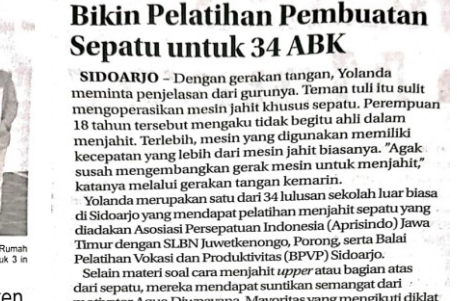 Bikin Pelatihan Pembuatan
Sepatu untuk 34 ABK
SIDOARJO – Dengan gerakan tangan, Yolanda
meminta penjelasan dari gurunya. Teman tuli itu sulit
mengoperasikan mesin jahit khusus sepatu. Perempuan
18 tahun tersebut mengaku tidak begitu ahli dalam
menjahit. Terlebih, mesin yang digunakan memiliki
kecepatan yang lebih dari mesin jahit biasanya. "Agak
susah mengembangkan gerak mesin untuk menjahit,"
katanya melalui gerakan tangan kemarin.
Yolanda merupakan satu dari 34 lulusan sekolah luar biasa
di Sidoarjo yang mendapat pelatihan menjahit sepatu yang
diadakan Asosiasi Persepatuan Indonesia (Aprisindo) Jawa
Timur dengan SLBN Juwetkenongo, Porong, serta Balai
Pelatihan Vokasi dan Produktivitas (BPVP) Sidoarjo.
Selain materi soal cara menjahit upper atau bagian atas
dari sepatu, mereka mendapat suntikan semangat dari
Mayoritas yang mengikuti diklat
Rumah
uk 3 in